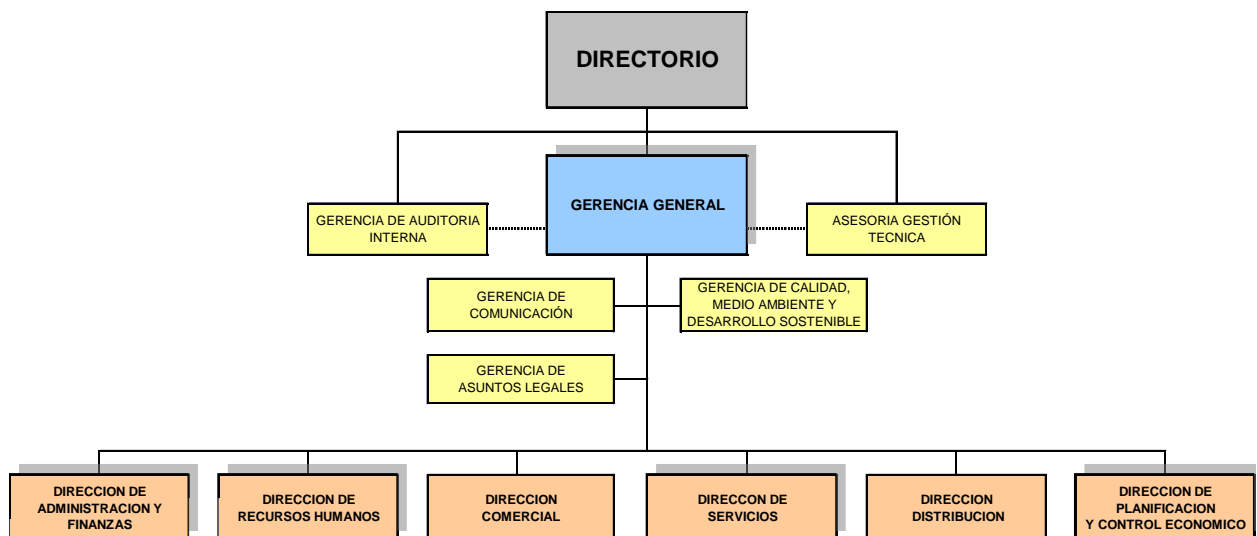 DIRECTORIO
GERENCIA GENERAL
GERENCIA DE AUDITORIA
INTERNA
ASESORIA GESTIÓN
TECNICA
GERENCIA DE
COMUNICACIÓN
GERENCIA DE CALIDAD,
MEDIO AMBIENTE Y
DESARROLLO SOSTENIBLE
GERENCIA DE
ASUNTOS LEGALES
DIRECCION DE
ADMINISTRACION Y
FINANZAS
DIRECCION DE
RECURSOS HUMANOS
DIRECCION
COMERCIAL
DIRECCON DE
SERVICIOS
DIRECCION
DISTRIBUCION
DIRECCION DE
PLANIFICACION
Y CONTROL ECONOMICO